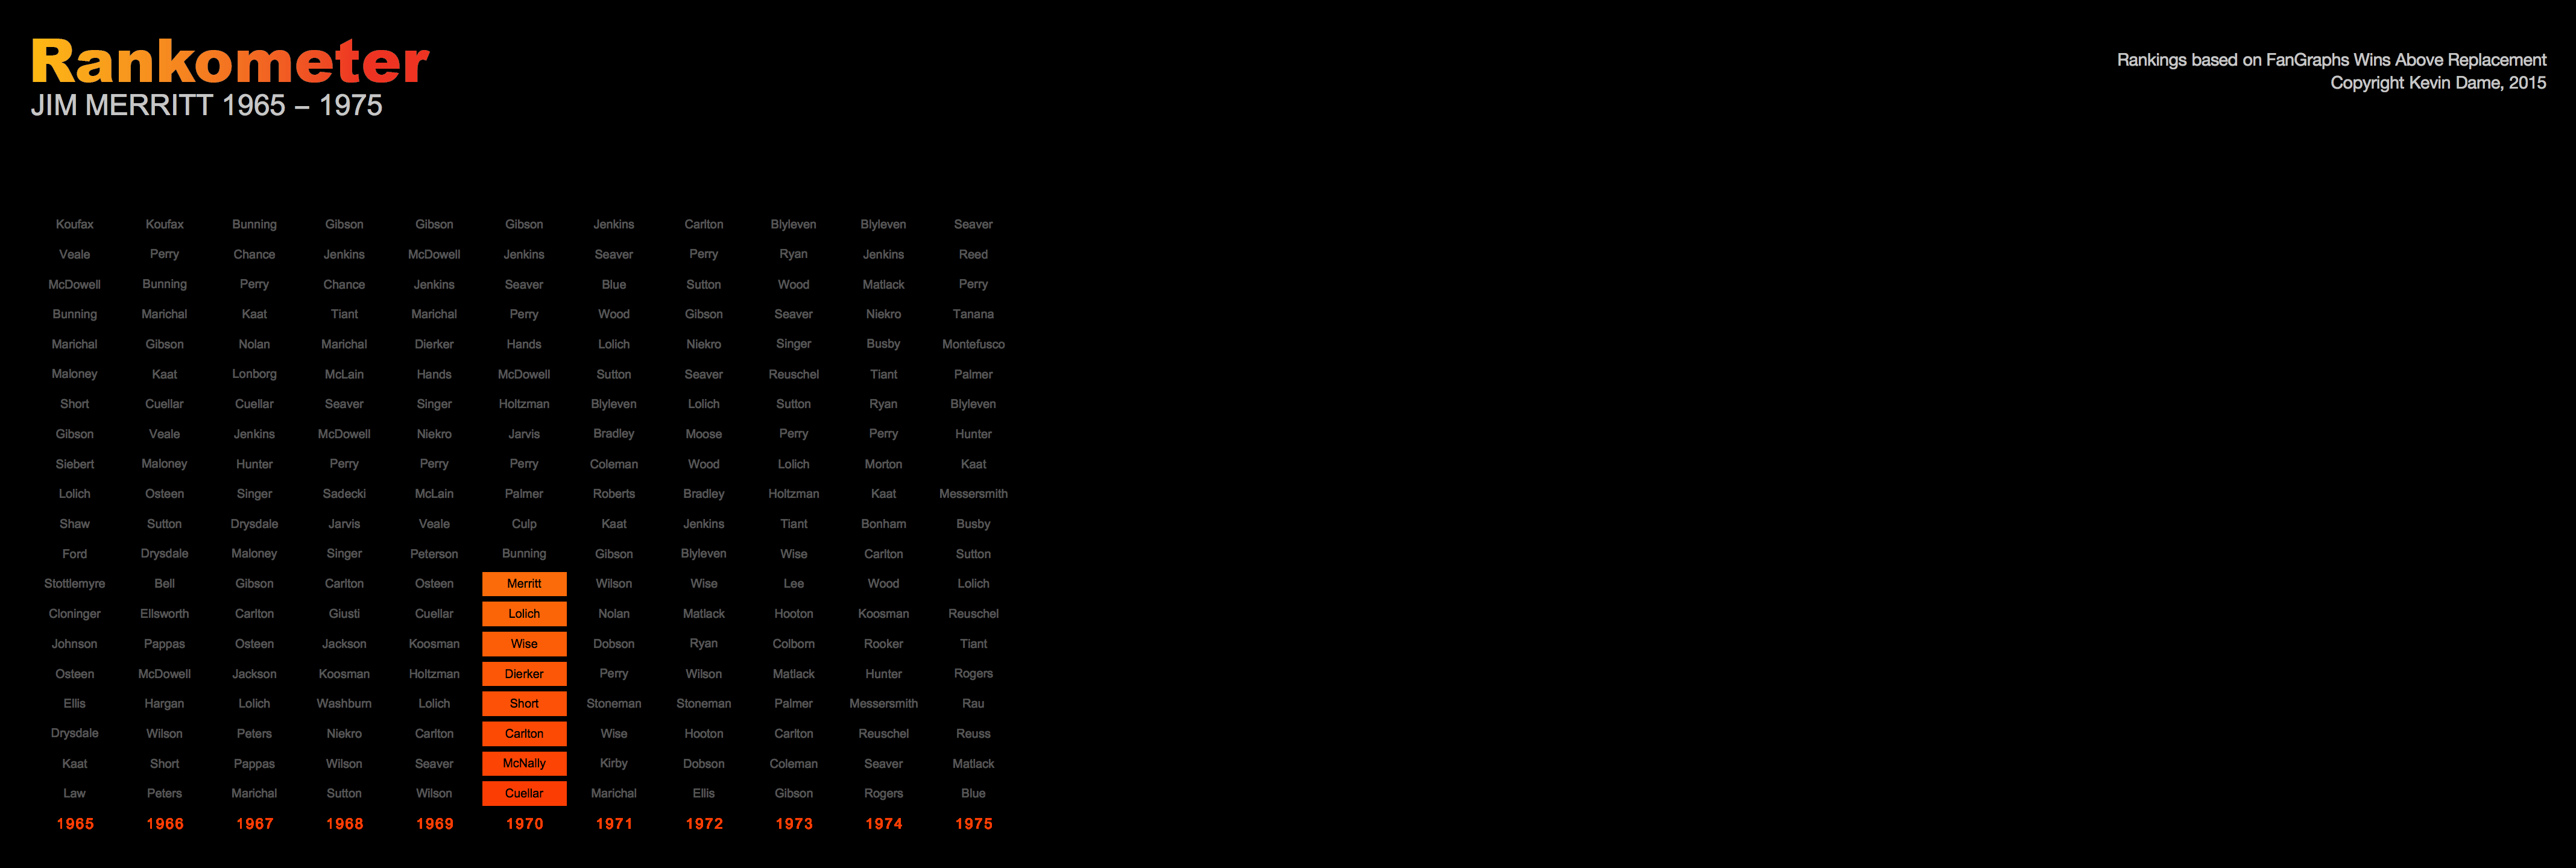 Rankometer
JIM MERRITT 1965 – 1975
Rankings based on FanGraphs Wins Above Replacement
Copyright Kevin Dame, 2015
Koufax Koufax Bunning Gibson Gibson Gibson Jenkins Carlton Blyleven Blyleven Seaver
Veale Perry Chance Jenkins McDowell Jenkins Seaver Perry Ryan Jenkins Reed
McDowell Bunning Perry Chance Jenkins Seaver Blue Sutton Wood Matlack Perry
Bunning Marichal Kaat Tiant Marichal Perry Wood Gibson Seaver Niekro Tanana
Marichal Gibson Nolan Marichal Dierker Hands Lolich Niekro Singer Busby Montefusco
Maloney Kaat Lonborg McLain Hands McDowell Sutton Seaver Reuschel Tiant Palmer
Short Cuellar Cuellar Seaver Singer Holtzman Blyleven Lolich Sutton Ryan Blyleven
Gibson Veale Jenkins McDowell Niekro Jarvis Bradley Moose Perry Perry Hunter
Siebert Maloney Hunter Perry Perry Perry Coleman Wood Lolich Morton Kaat
Lolich Osteen Singer Sadecki McLain Palmer Roberts Bradley Holtzman Kaat Messersmith
Shaw Sutton Drysdale Jarvis Veale Culp Kaat Jenkins Tiant Bonham Busby
Ford Drysdale Maloney Singer Peterson Bunning Gibson Blyleven Wise Carlton Sutton
Stottlemyre Bell Gibson Carlton Osteen Merritt Wilson Wise Lee Wood Lolich
Cloninger Ellsworth Carlton Giusti Cuellar Lolich Nolan Matlack Hooton Koosman Reuschel
Johnson Pappas Osteen Jackson Koosman Wise Dobson Ryan Colborn Rooker Tiant
Osteen McDowell Jackson Koosman Holtzman Dierker Perry Wilson Matlack Hunter Rogers
Ellis Hargan Lolich Washburn Lolich Short Stoneman Stoneman Palmer Messersmith Rau
Drysdale Wilson Peters Niekro Carlton Carlton Wise Hooton Carlton Reuschel Reuss
Kaat Short Pappas Wilson Seaver McNally Kirby Dobson Coleman Seaver Matlack
Law Peters Marichal Sutton Wilson Cuellar Marichal Ellis Gibson Rogers Blue
1965 1966 1967 1968 1969 1970 1971 1972 1973 1974 1975